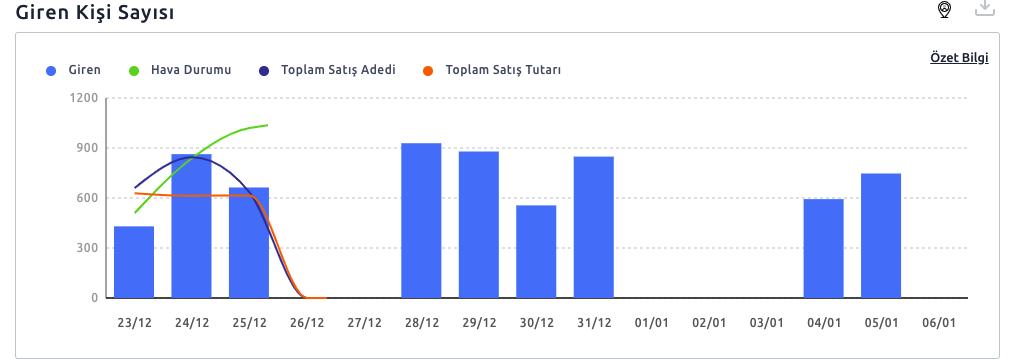 Giren Kişi Sayısı
Özet Bilgi
Giren Hava Durumu Toplam Satış Adedi Toplam Satış Tutarı
1200
900
600
300
0
23/12 24/12 25/12 26/12 27/12 28/12 29/12 30/12 31/12 01/01 02/01 03/01 04/01 05/01 06/01